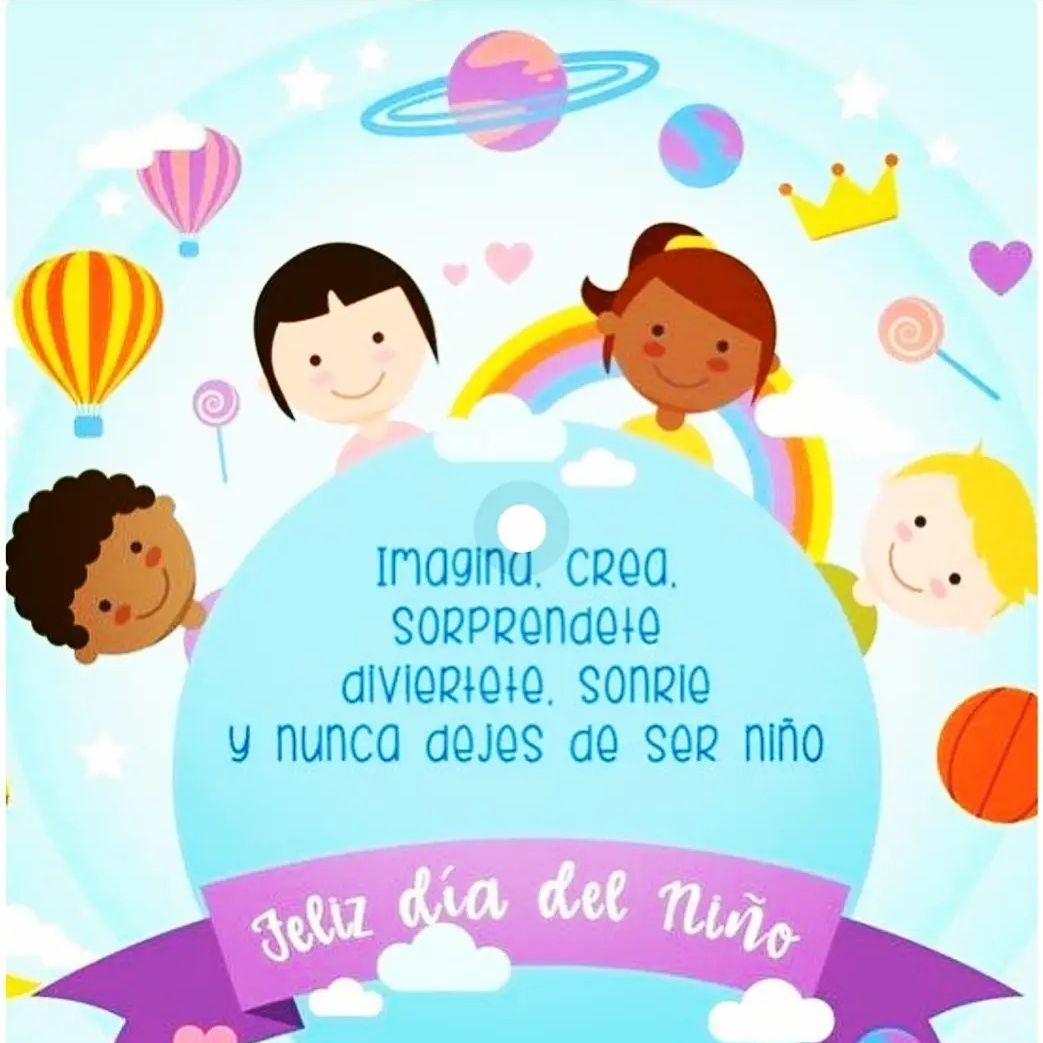 Imagina, crea,
sorprendete
diviertete, sonrie
y nunca dejes de ser niño
Feliz día del Niño